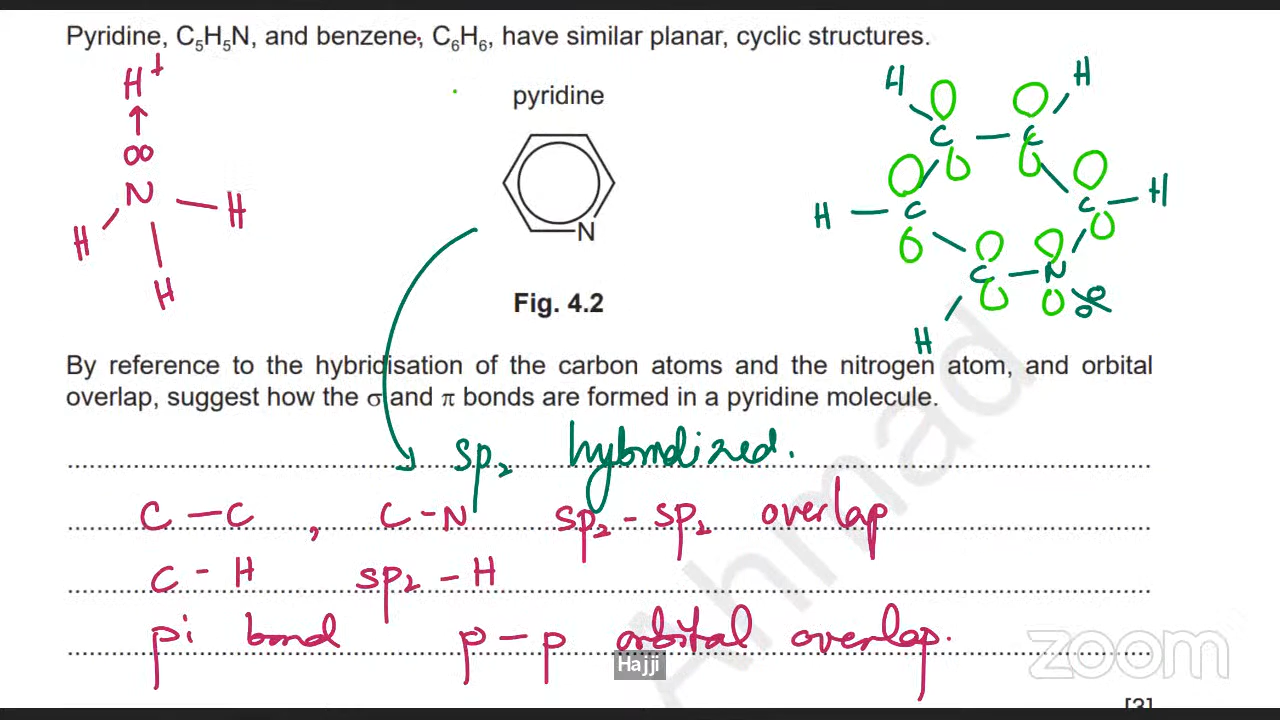 Pyridine, C₅H₅N, and benzene, C₆H₆, have similar planar, cyclic structures.
H+
N
H
H
H
pyridine
N
Fig. 4.2
H
H
C – C
H – C
C – H
C – N
H
By reference to the hybridisation of the carbon atoms and the nitrogen atom, and orbital
overlap, suggest how the σ and π bonds are formed in a pyridine molecule.
sp₂ hybridized.
C – C , C – N sp₂ – sp₂ overlap
C – H sp₂ – H
pi bond p – p orbital overlap.
Hajji
Ahmad
zoom
[3]